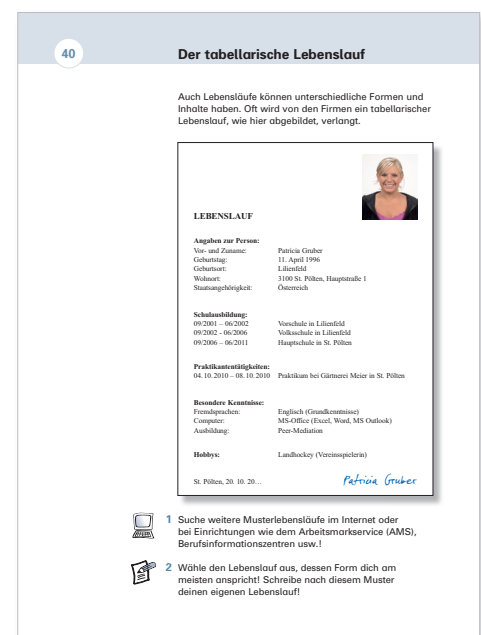 40
Der tabellarische Lebenslauf
Auch Lebensläufe können unterschiedliche Formen und
Inhalte haben. Oft wird von den Firmen ein tabellarischer
Lebenslauf, wie hier abgebildet, verlangt.
LEBENSLAUF
Angaben zur Person:
Vor- und Zuname: Patricia Gruber
Geburtstag: 11. April 1996
Geburtsort: Lilienfeld
Wohnort: 3100 St. Pölten, Hauptstraße 1
Staatsangehörigkeit: Österreich
Schulausbildung:
09/2001 – 06/2002 Vorschule in Lilienfeld
09/2002 - 06/2006 Volksschule in Lilienfeld
09/2006 – 06/2011 Hauptschule in St. Pölten
Praktikantentätigkeiten:
04.10.2010 – 08.10.2010 Praktikum bei Gärtnerei Meier in St. Pölten
Besondere Kenntnisse:
Fremdsprachen: Englisch (Grundkenntnisse)
Computer: MS-Office (Excel, Word, MS Outlook)
Ausbildung: Peer-Mediation
Hobbys: Landhockey (Vereinsspielerin)
St. Pölten, 20. 10. 20… Patricia Gruber
1 Suche weitere Musterlebensläufe im Internet oder
bei Einrichtungen wie dem Arbeitsmarkservice (AMS),
Berufsinformationszentren usw.!
2 Wähle den Lebenslauf aus, dessen Form dich am
meisten anspricht! Schreibe nach diesem Muster
deinen eigenen Lebenslauf!